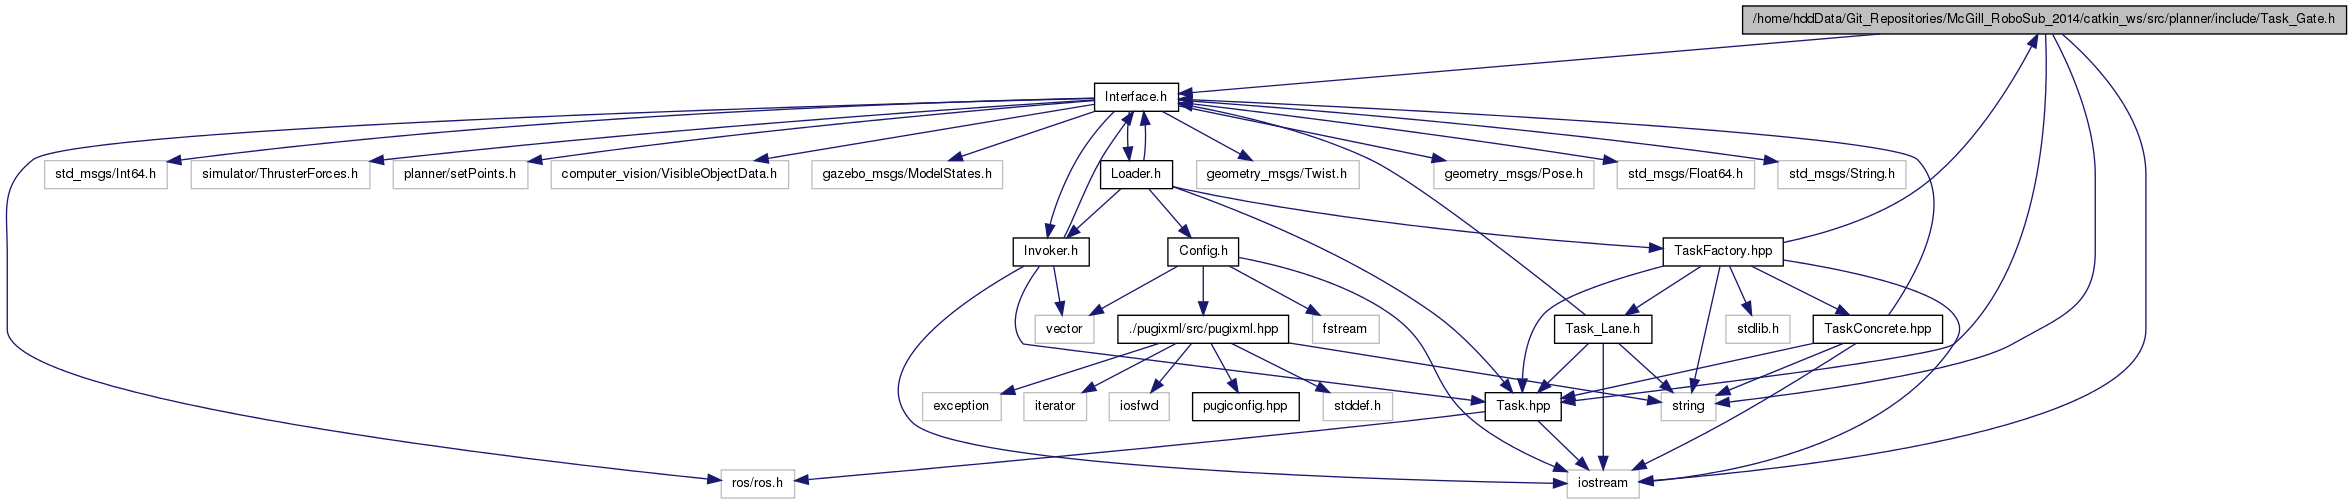 /home/hddData/Git_Repositories/McGill_RoboSub_2014/catkin_ws/src/planner/include/Task_Gate.h
Interface.h
std_msgs/Int64.h
simulator/ThrusterForces.h
planner/setPoints.h
computer_vision/VisibleObjectData.h
gazebo_msgs/ModelStates.h
Loader.h
geometry_msgs/Twist.h
geometry_msgs/Pose.h
std_msgs/Float64.h
std_msgs/String.h
Invoker.h
Config.h
TaskFactory.hpp
vector
./pugixml/src/pugixml.hpp
fstream
Task_Lane.h
stdlib.h
TaskConcrete.hpp
exception
iterator
iosfwd
pugiconfig.hpp
stddef.h
Task.hpp
string
ros/ros.h
iostream